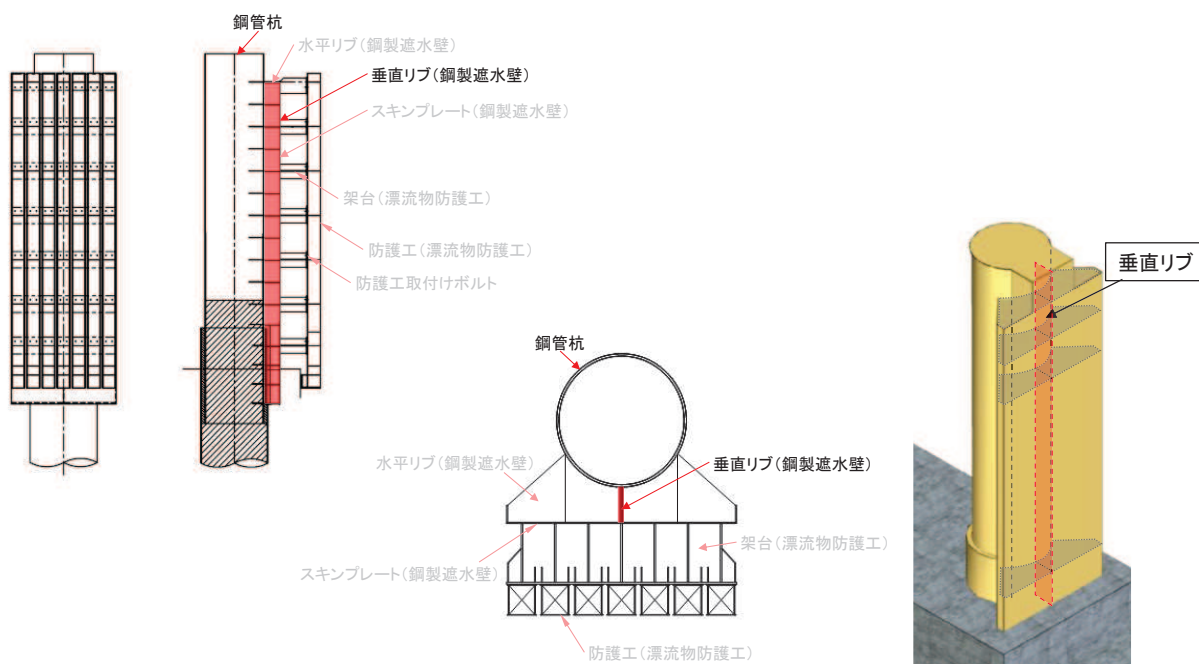 鋼管杭
水平リブ(鋼製遮水壁)
垂直リブ(鋼製遮水壁)
スキンプレート(鋼製遮水壁)
架台(漂流物防護工)
防護工(漂流物防護工)
防護工取付けボルト
鋼管杭
水平リブ(鋼製遮水壁)
垂直リブ(鋼製遮水壁)
架台(漂流物防護工)
スキンプレート(鋼製遮水壁)
防護工(漂流物防護工)
垂直リブ